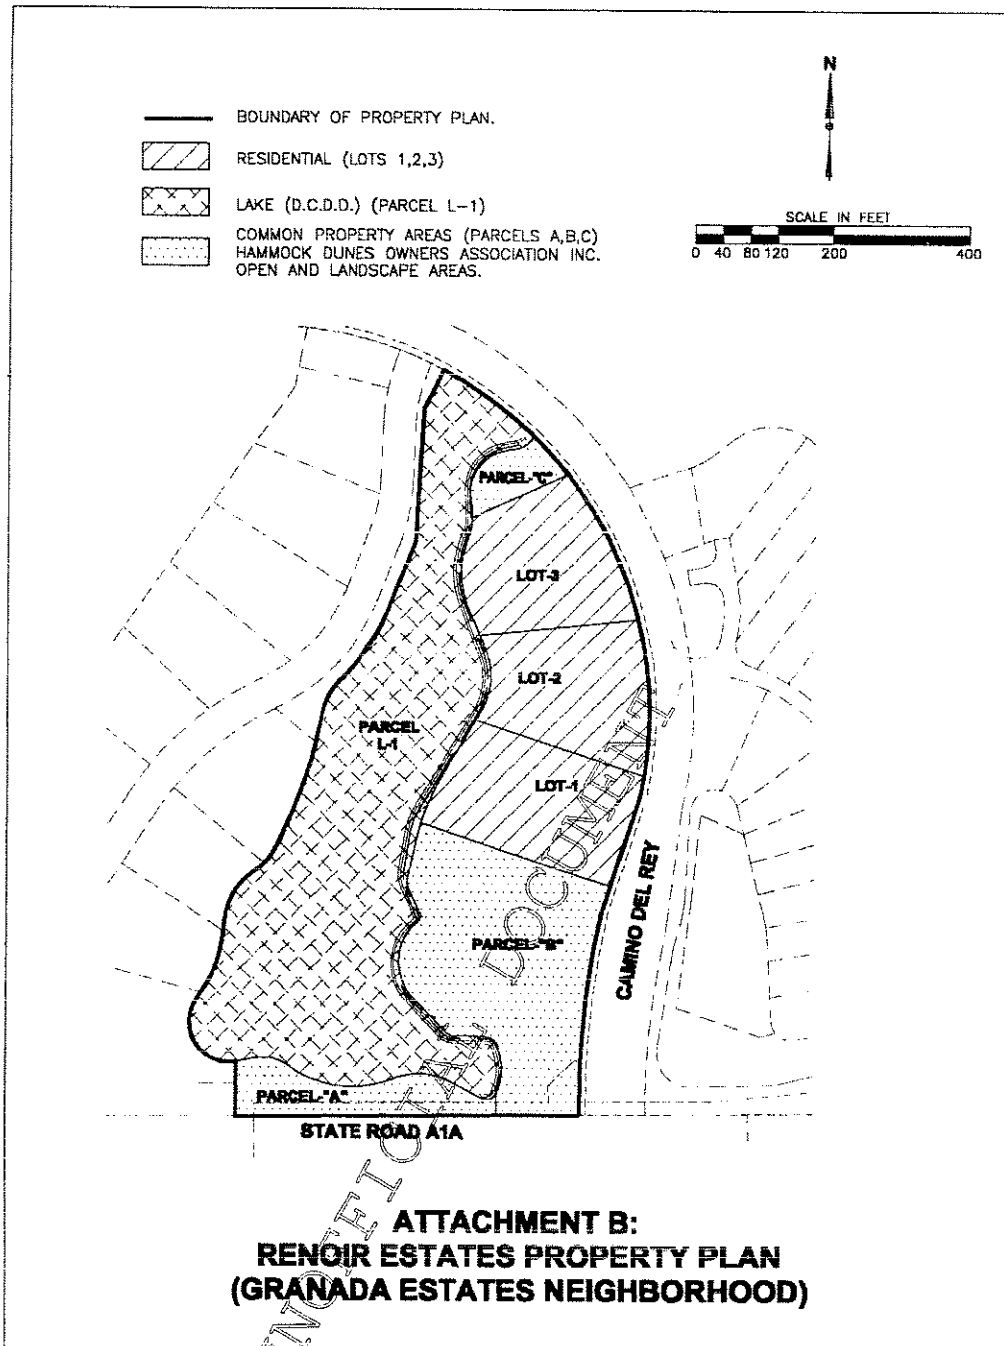 N
BOUNDARY OF PROPERTY PLAN.
RESIDENTIAL (LOTS 1,2,3)
LAKE (D.C.D.D.) (PARCEL L-1)
COMMON PROPERTY AREAS (PARCELS A,B,C)
HAMMOCK DUNES OWNERS ASSOCIATION INC.
OPEN AND LANDSCAPE AREAS.
SCALE IN FEET
0 40 80 120 200 400
PARCEL-"C"
LOT-3
LOT-2
PARCEL
L-1
LOT-1
PARCEL-"B"
CAMINO DEL REY
PARCEL-"A"
STATE ROAD A1A
UNOFFICIAL DOCUMENT
ATTACHMENT B:
RENOIR ESTATES PROPERTY PLAN
(GRANADA ESTATES NEIGHBORHOOD)